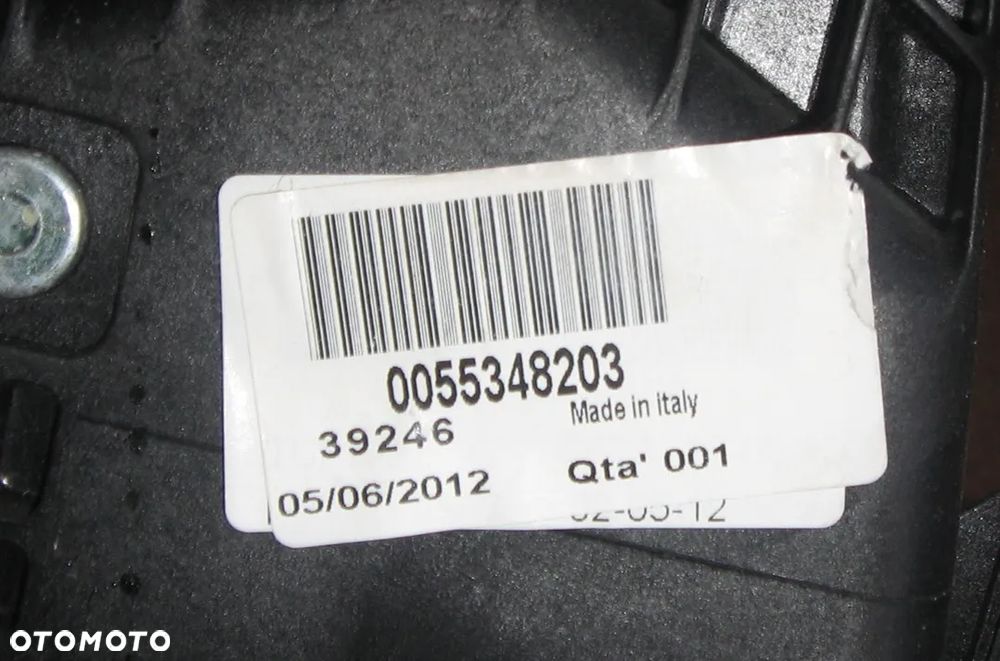 0055348203
Made in italy
39246
Qta' 001
05/06/2012
02-05-12
OTOMOTO